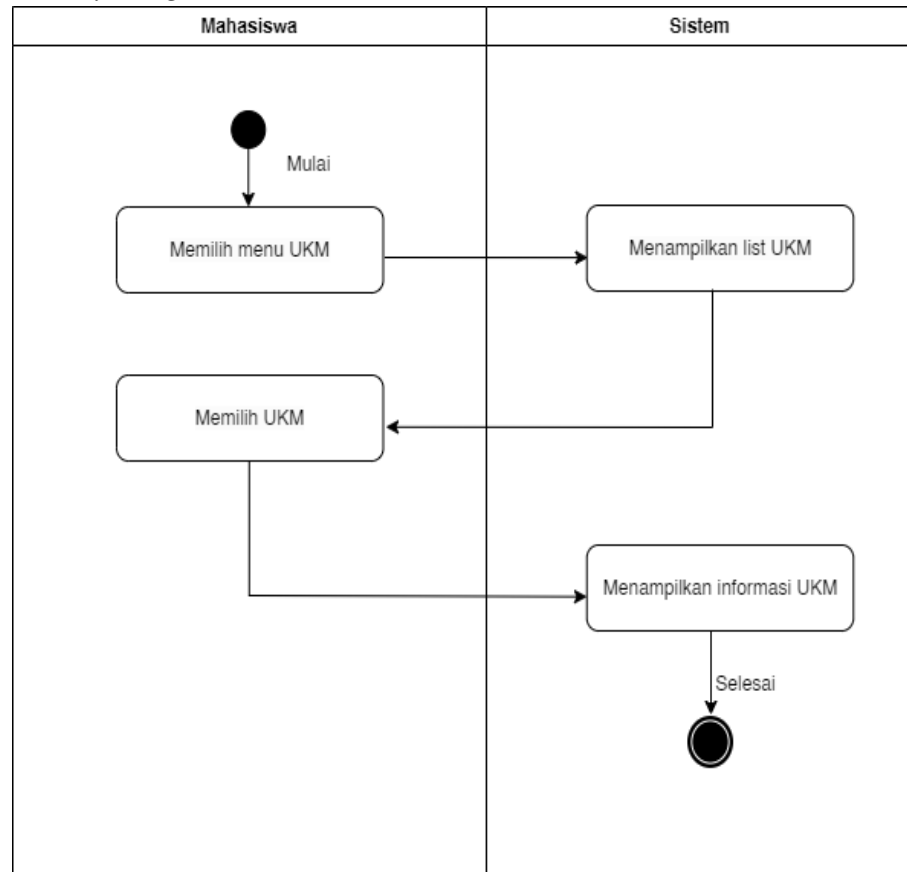 Mahasiswa
Sistem
Mulai
Memilih menu UKM
Menampilkan list UKM
Memilih UKM
Menampilkan informasi UKM
Selesai